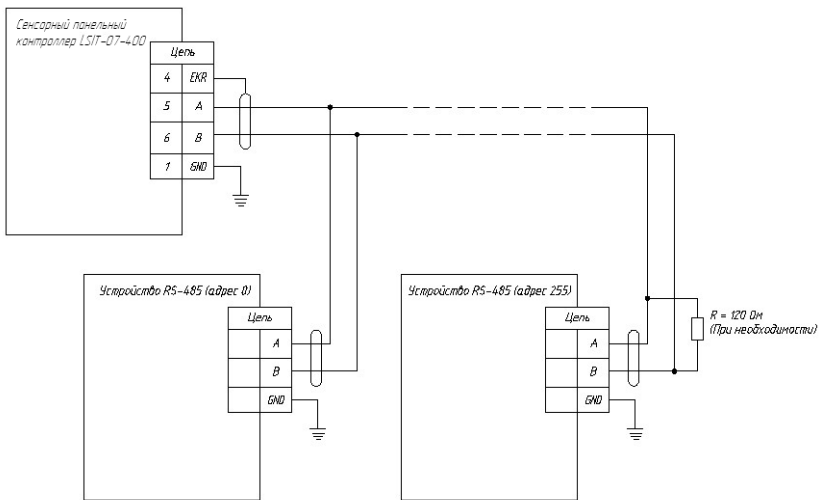 Сенсорный панельный
контроллер LSIT-07-400
Цепь
4 EKR
5 A
6 B
1 GND
Устройство RS-485 (адрес 0)
Цепь
A
B
GND
Устройство RS-485 (адрес 255)
Цепь
A
B
GND
R = 120 Ом
(При необходимости)